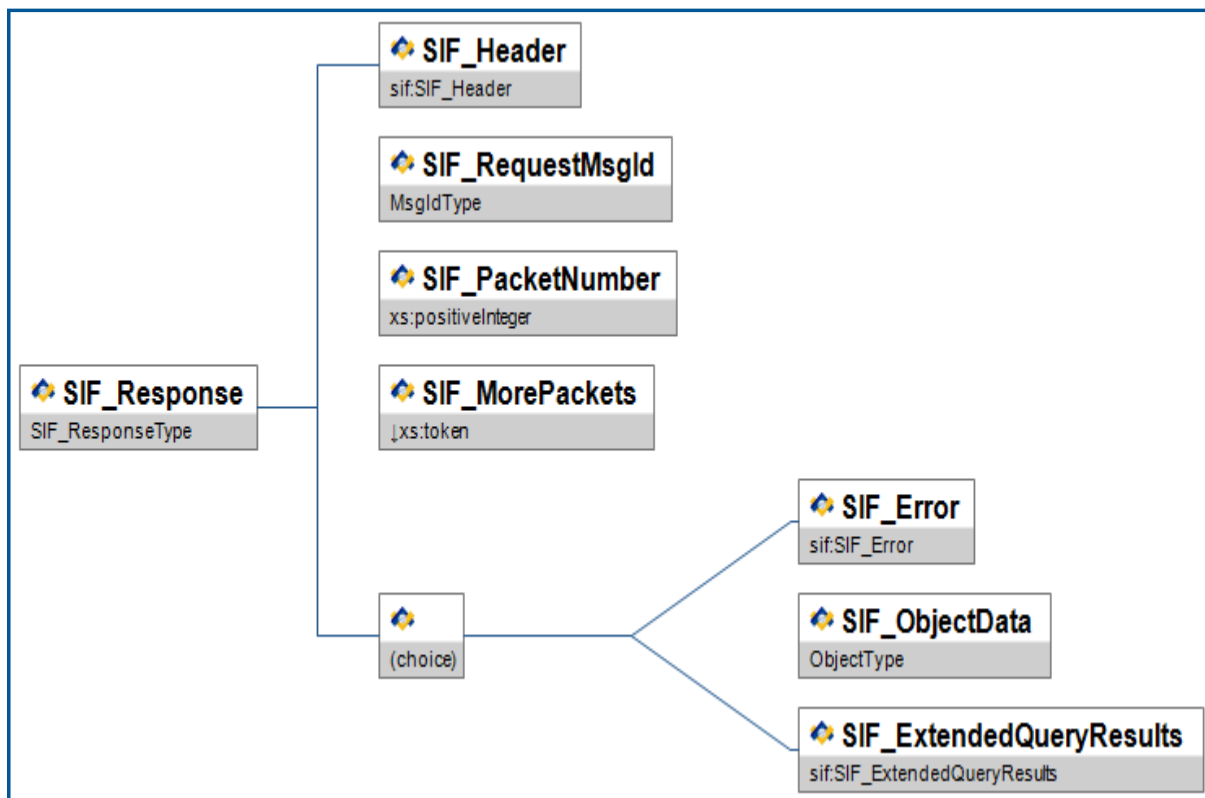 SIF_Header
sif:SIF_Header
SIF_RequestMsgId
MsgIdType
SIF_PacketNumber
xs:positiveInteger
SIF_Response
SIF_ResponseType
SIF_MorePackets
↓xs:token
SIF_Error
sif:SIF_Error
(choice)
SIF_ObjectData
ObjectType
SIF_ExtendedQueryResults
sif:SIF_ExtendedQueryResults